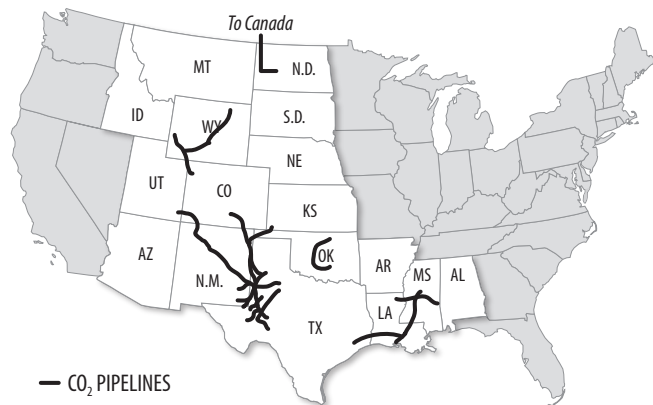 To Canada
MT
N.D.
ID
WY
S.D.
NE
UT
CO
KS
AZ
N.M.
OK
AR
MS
AL
LA
TX
CO₂ PIPELINES